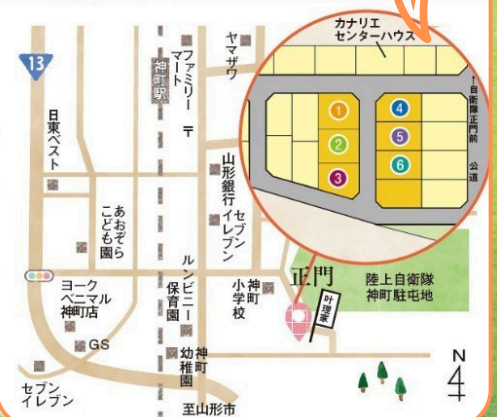 カナリエ
センターハウス
↑自衛隊正門前
公道
1
4
2
5
3
6
13
ヤマザワ
ファミリーマート
神町駅
〒
日東ベスト
山形銀行
セブンイレブン
あおぞら
こども園
ルンビニー
保育園
神町
小学校
正門
叶理家
陸上自衛隊
神町駐屯地
ヨーク
ベニマル
神町店
GS
神町
幼稚園
セブン
イレブン
至山形市
N